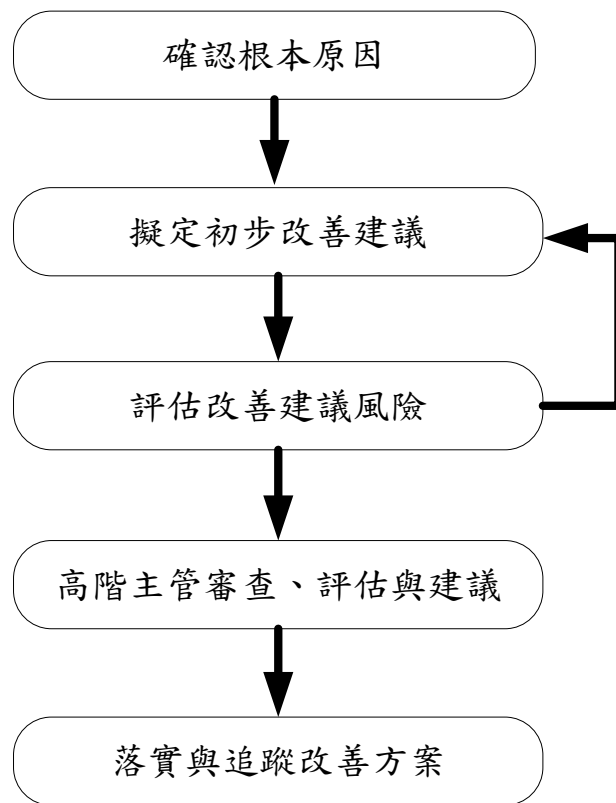 確認根本原因
擬定初步改善建議
評估改善建議風險
高階主管審查、評估與建議
落實與追蹤改善方案